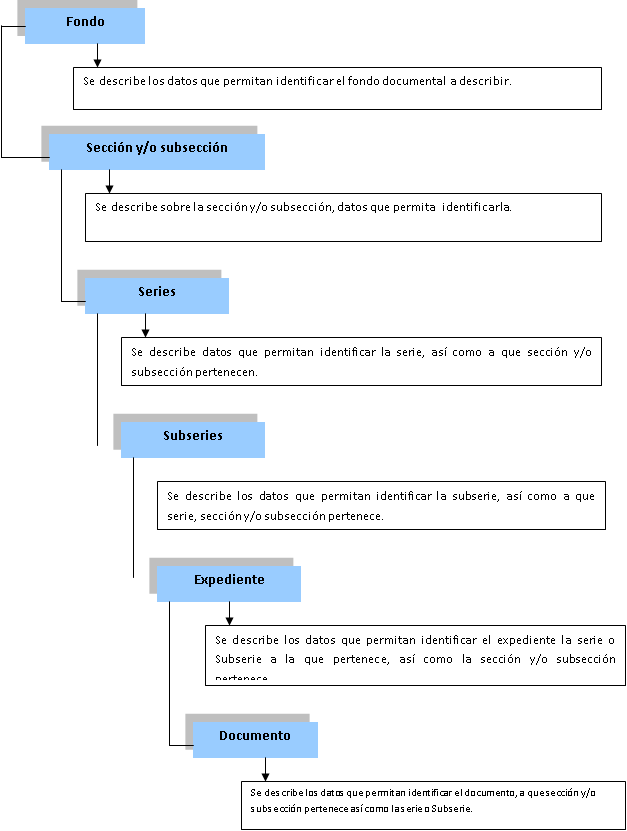 Fondo
Se describe los datos que permitan identificar el fondo documental a describir.
Sección y/o subsección
Se describe sobre la sección y/o subsección, datos que permita identificarla.
Series
Se describe datos que permitan identificar la serie, así como a que sección y/o
subsección pertenecen.
Subseries
Se describe los datos que permitan identificar la subserie, así como a que
serie, sección y/o subsección pertenece.
Expediente
Se describe los datos que permitan identificar el expediente la serie o
Subserie a la que pertenece, así como la sección y/o subsección
pertenece
Documento
Se describe los datos que permitan identificar el documento, a que sección y/o
subsección pertenece así como la serie o Subserie.